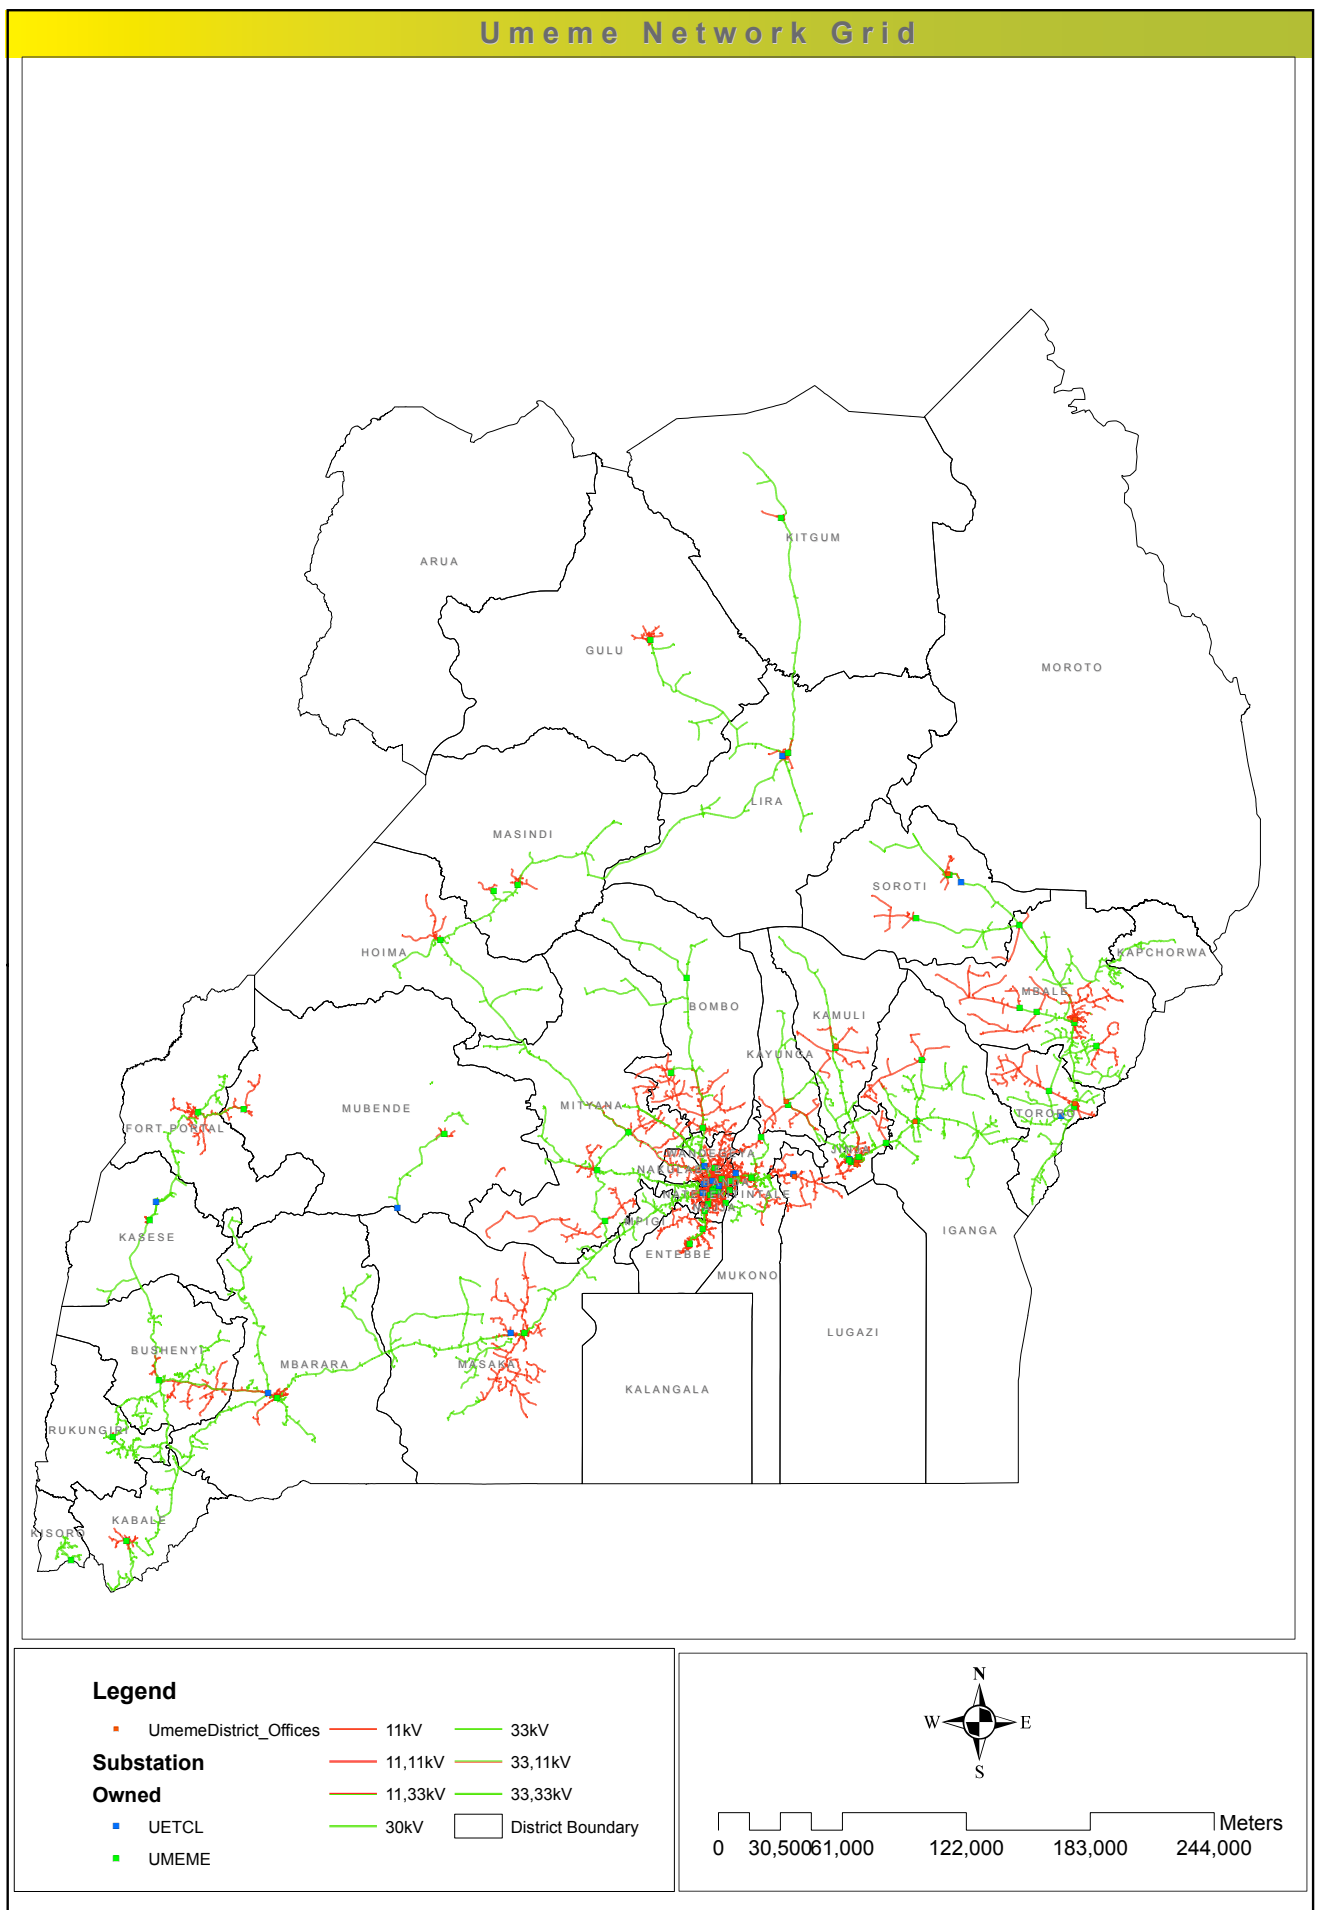 Umeme Network Grid
KITGUM
ARUA
GULU
MOROTO
LIRA
MASINDI
SOROTI
HOIMA
KAPCHORWA
MBALE
BOMBO
KAMULI
KAYUNGA
MUBENDE
MITYANA
TORORO
FORT PORTAL
JINJA
WANDEGEYA
MPIGI
KASESE
IGANGA
ENTEBBE
MUKONO
LUGAZI
BUSHENYI
MBARARA
MASAKA
KALANGALA
RUKUNGIRI
KABALE
KISORO
Legend
UmemeDistrict_Offices 11kV 33kV
Substation 11,11kV 33,11kV
Owned 11,33kV 33,33kV
UETCL 30kV District Boundary
UMEME
N
W E
S
Meters
0 30,500 61,000 122,000 183,000 244,000